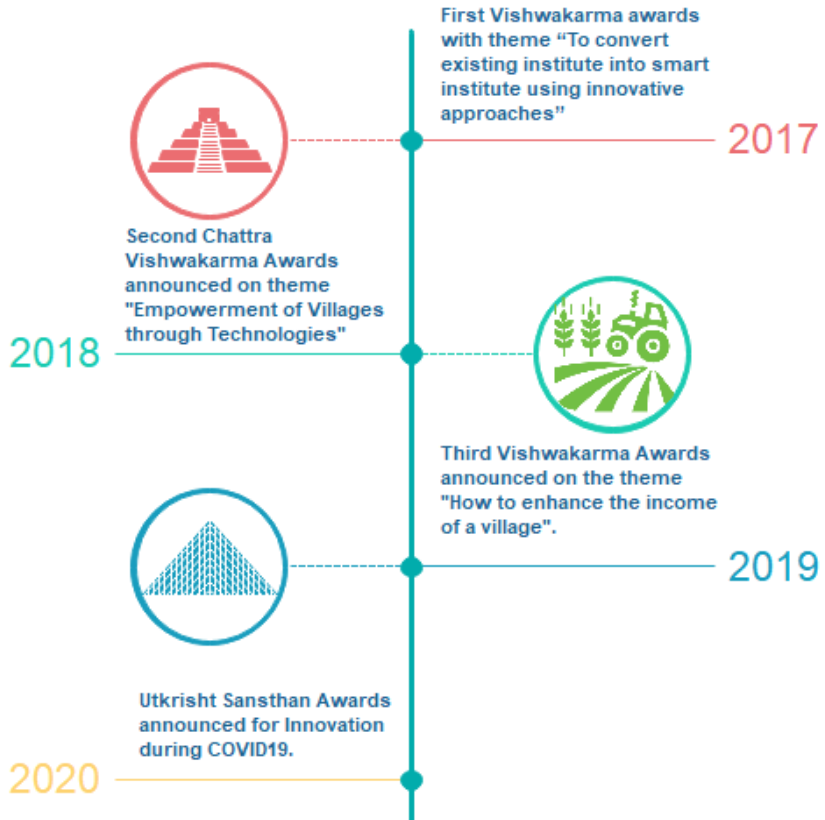 First Vishwakarma awards
with theme “To convert
existing institute into smart
institute using innovative
approaches”
2017
Second Chattra
Vishwakarma Awards
announced on theme
"Empowerment of Villages
through Technologies"
2018
Third Vishwakarma Awards
announced on the theme
"How to enhance the income
of a village".
2019
Utkrisht Sansthan Awards
announced for Innovation
during COVID19.
2020